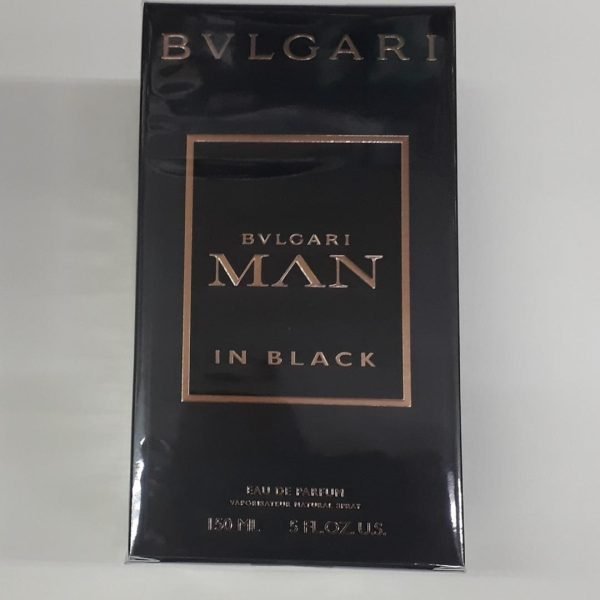 BVLGARI
BVLGARI
MAN
IN BLACK
EAU DE PARFUM
VAPORISATEUR NATURAL SPRAY
150 ML 5 FL.OZ. U.S.